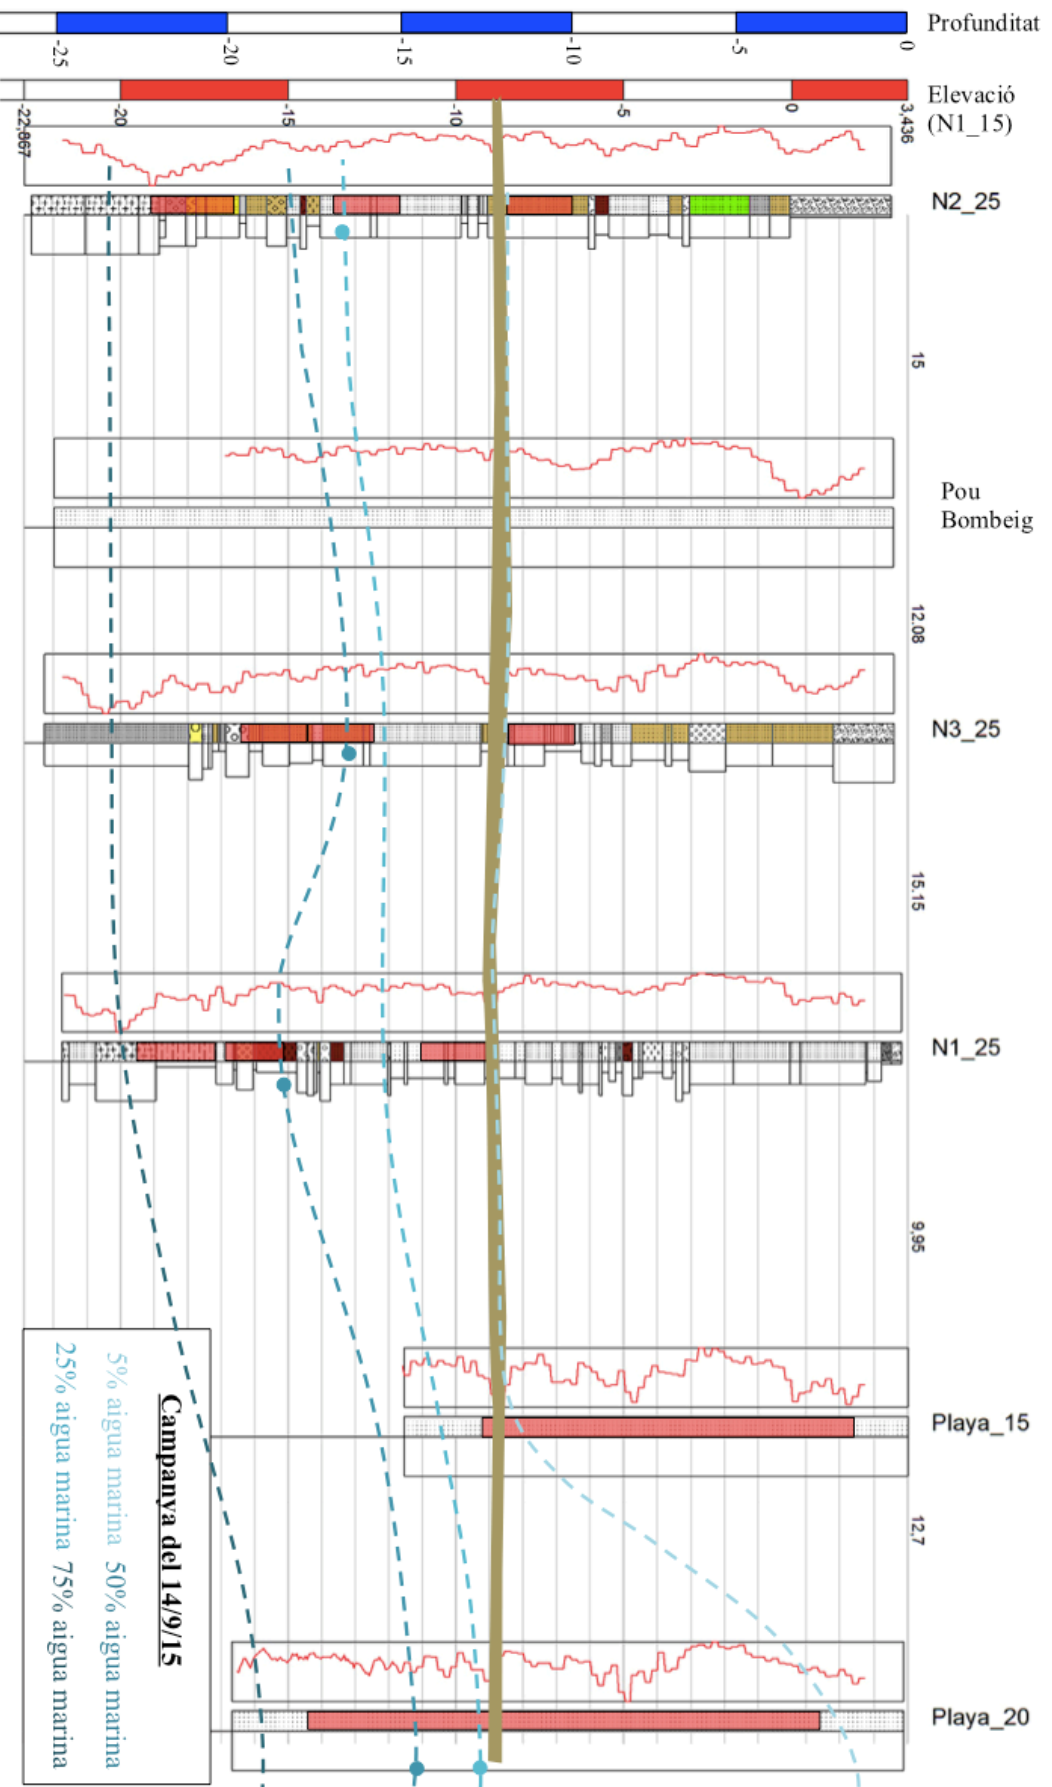 Profunditat
0
-5
-10
-15
-20
-25
Elevació
(N1_15)
3,436
0
-5
-10
-15
-20
-22,867
N2_25
15
Pou
Bombeig
12.08
N3_25
15.15
N1_25
9,95
Playa_15
12,7
Playa_20
Campanya del 14/9/15
5% aigua marina 50% aigua marina
25% aigua marina 75% aigua marina